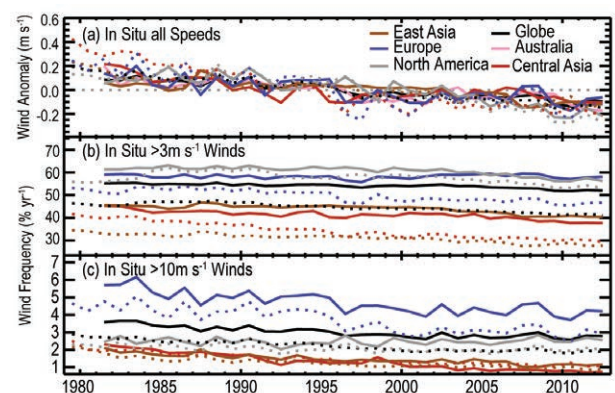 (a) In Situ all Speeds
East Asia
Globe
Europe
Australia
North America
Central Asia
Wind Anomaly (m s-1)
0.6
0.4
0.2
-0.0
-0.2
(b) In Situ >3m s-1 Winds
70
60
50
40
30
Wind Frequency (% yr-1)
(c) In Situ >10m s-1 Winds
7
6
5
4
3
2
1
1980 1985 1990 1995 2000 2005 2010